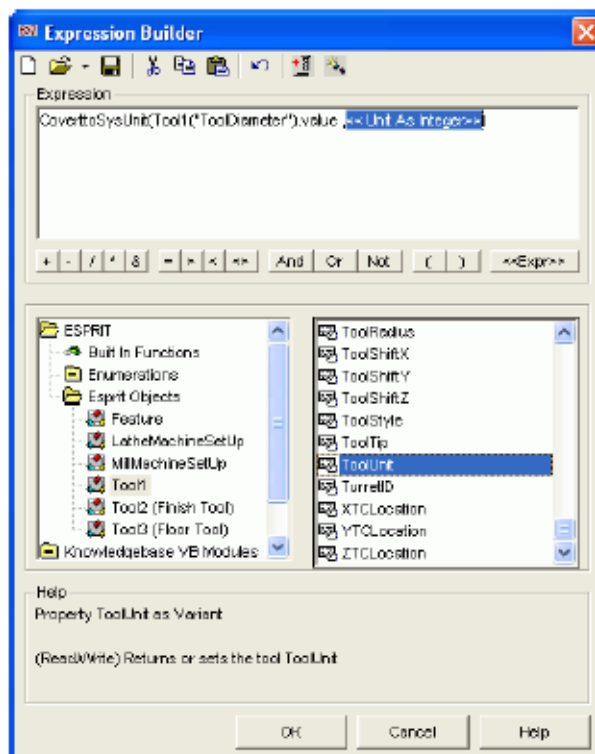 Expression Builder
Expression
CoverttoSysUnit(Tool1("ToolDiameter").value ,<< Unit As Integer>>)
+ - / * & = > < <> And Or Not ( ) <<Expr>>
ESPRIT
Built In Functions
Enumerations
Esprit Objects
Feature
LatheMachineSetUp
MillMachineSetUp
Tool1
Tool2 (Finish Tool)
Tool3 (Floor Tool)
Knowledgebase VB Modules
ToolRadius
ToolShiftX
ToolShiftY
ToolShiftZ
ToolStyle
ToolTip
ToolUnit
TurretID
XTCLocation
YTCLocation
ZTCLocation
Help
Property ToolUnit as Variant
(Read/Write) Returns or sets the tool ToolUnit
OK
Cancel
Help